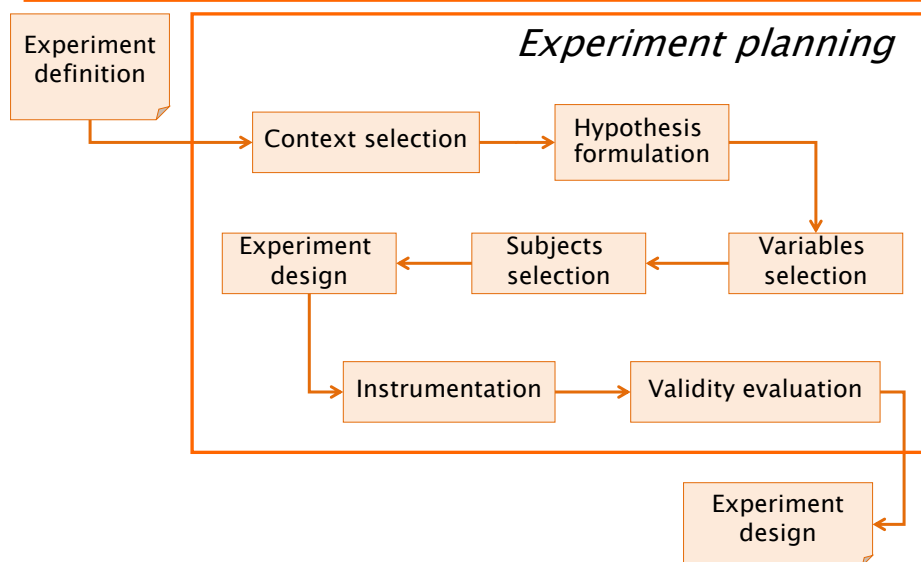 Experiment
definition
Experiment planning
Context selection
Hypothesis
formulation
Experiment
design
Subjects
selection
Variables
selection
Instrumentation
Validity evaluation
Experiment
design